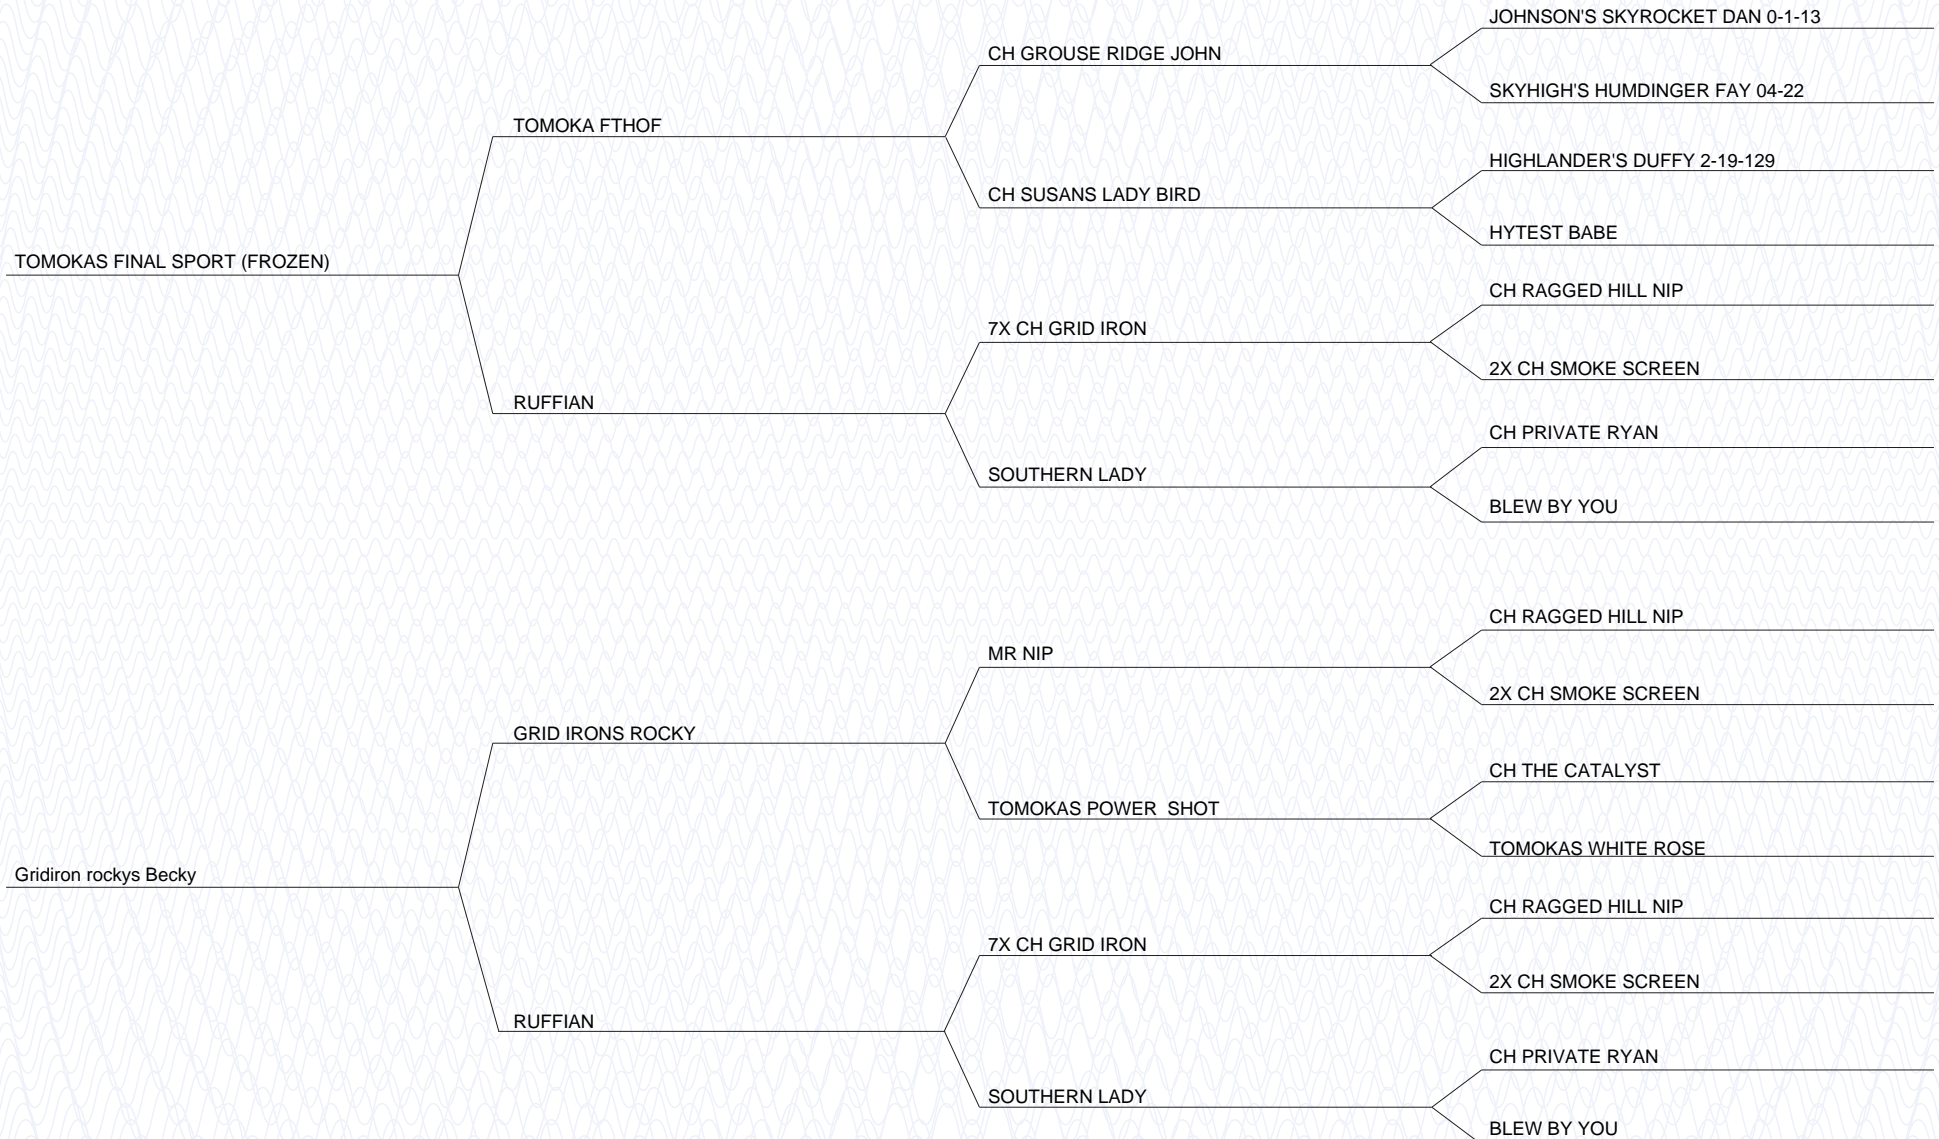 JOHNSON'S SKYROCKET DAN 0-1-13
CH GROUSE RIDGE JOHN
SKYHIGH'S HUMDINGER FAY 04-22
TOMOKA FTHOF
HIGHLANDER'S DUFFY 2-19-129
CH SUSANS LADY BIRD
HYTEST BABE
TOMOKAS FINAL SPORT (FROZEN)
CH RAGGED HILL NIP
7X CH GRID IRON
2X CH SMOKE SCREEN
RUFFIAN
CH PRIVATE RYAN
SOUTHERN LADY
BLEW BY YOU
CH RAGGED HILL NIP
MR NIP
2X CH SMOKE SCREEN
GRID IRONS ROCKY
CH THE CATALYST
TOMOKAS POWER  SHOT
TOMOKAS WHITE ROSE
Gridiron rockys Becky
CH RAGGED HILL NIP
7X CH GRID IRON
2X CH SMOKE SCREEN
RUFFIAN
CH PRIVATE RYAN
SOUTHERN LADY
BLEW BY YOU